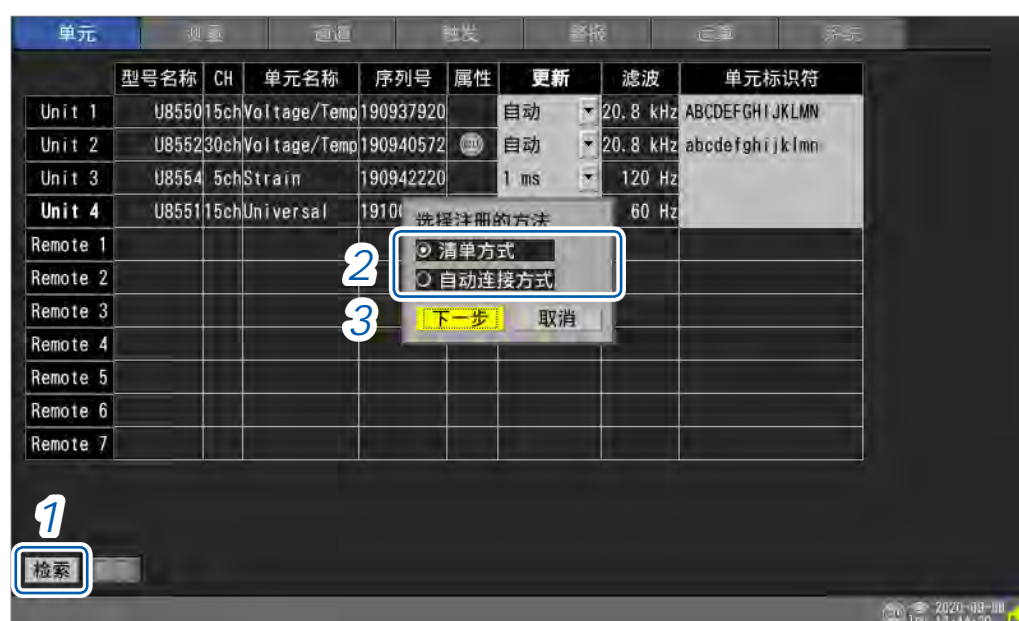 单元 测量 通道 触发 警报 运算 系统
型号名称 CH 单元名称 序列号 属性 更新 滤波 单元标识符
Unit 1 U8550 15ch Voltage/Temp 190937920 自动 20.8 kHz ABCDEFGHIJKLMN
Unit 2 U8552 30ch Voltage/Temp 190940572 自动 20.8 kHz abcdefghijklmn
Unit 3 U8554 5ch Strain 190942220 1 ms 120 Hz
Unit 4 U8551 15ch Universal 1910 60 Hz
选择注册的方法
Remote 1
2 清单方式
Remote 2
自动连接方式
Remote 3
3 下一步 取消
Remote 4
Remote 5
Remote 6
Remote 7
1
检索